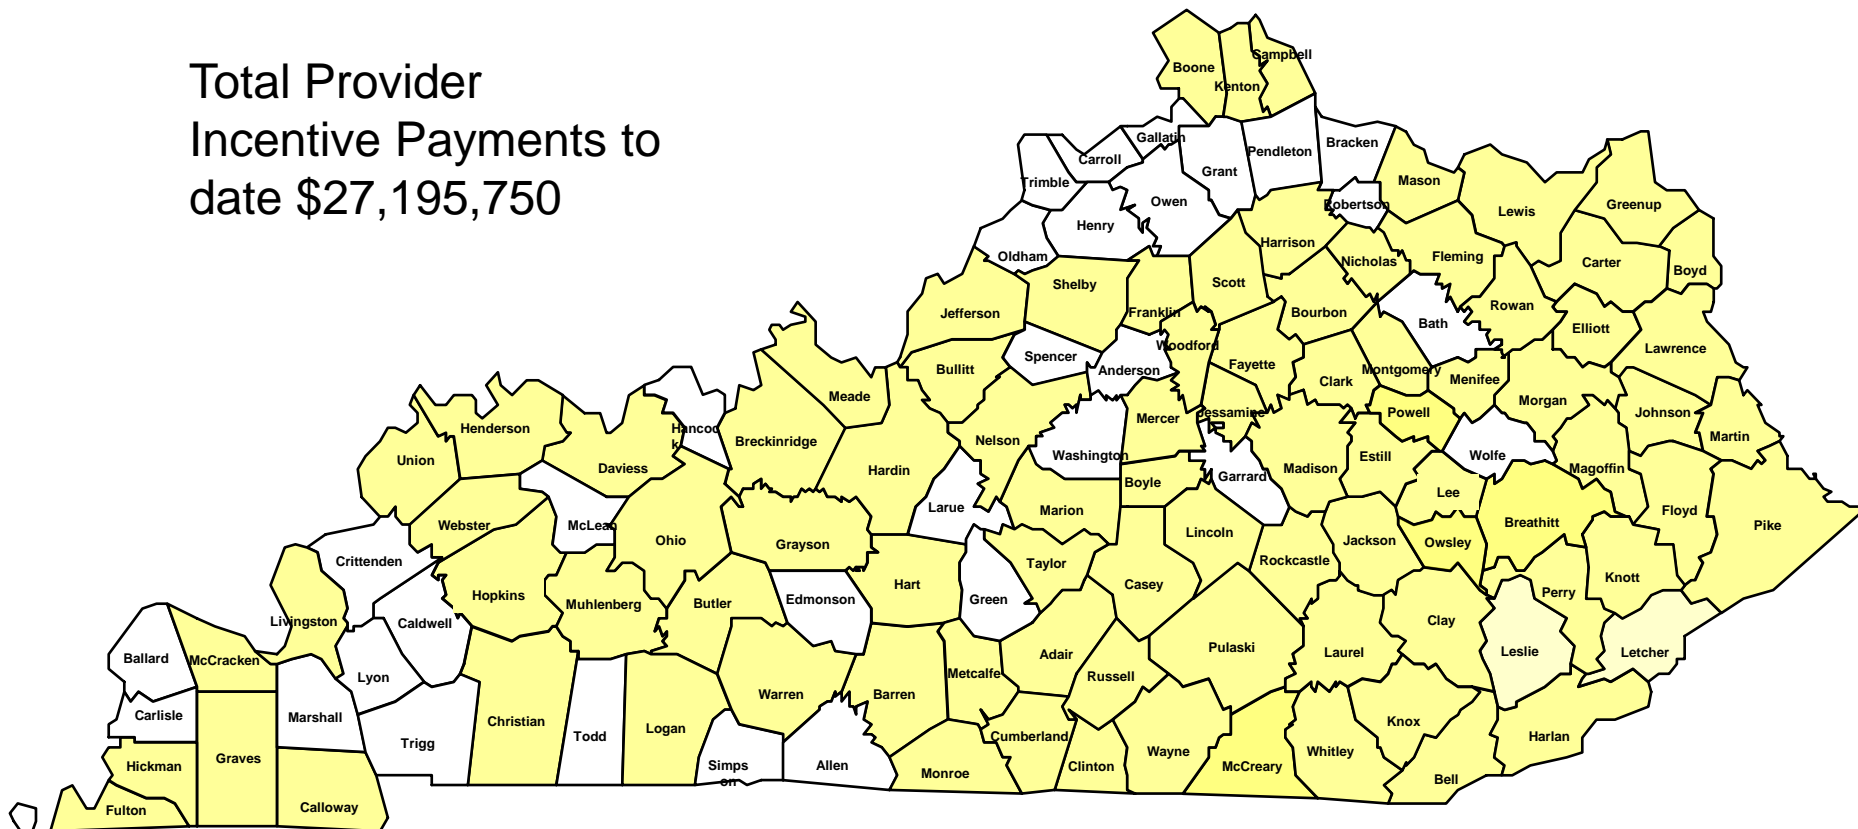 Total Provider
Incentive Payments to
date $27,195,750
Boone
Kenton
Campbell
Gallatin
Carroll
Trimble
Grant
Pendleton
Bracken
Owen
Henry
Oldham
Robertson
Mason
Lewis
Greenup
Harrison
Nicholas
Fleming
Carter
Boyd
Shelby
Scott
Franklin
Jefferson
Bourbon
Rowan
Elliott
Bath
Lawrence
Woodford
Spencer
Anderson
Fayette
Bullitt
Clark
Montgomery
Menifee
Meade
Morgan
Johnson
Martin
Jessamine
Powell
Mercer
Henderson
Hancoc
k
Breckinridge
Nelson
Washington
Wolfe
Union
Daviess
Hardin
Madison
Estill
Magoffin
Garrard
Boyle
Lee
Larue
Marion
Floyd
Webster
McLean
Breathitt
Pike
Lincoln
Ohio
Grayson
Jackson
Owsley
Crittenden
Taylor
Rockcastle
Knott
Hopkins
Muhlenberg
Butler
Edmonson
Hart
Green
Casey
Perry
Livingston
Caldwell
Clay
Ballard
McCracken
Adair
Pulaski
Laurel
Leslie
Letcher
Lyon
Metcalfe
Russell
Warren
Barren
Carlisle
Marshall
Christian
Logan
Knox
Trigg
Todd
Cumberland
Harlan
Hickman
Graves
Simps
on
Allen
Monroe
Clinton
Wayne
McCreary
Whitley
Bell
Fulton
Calloway